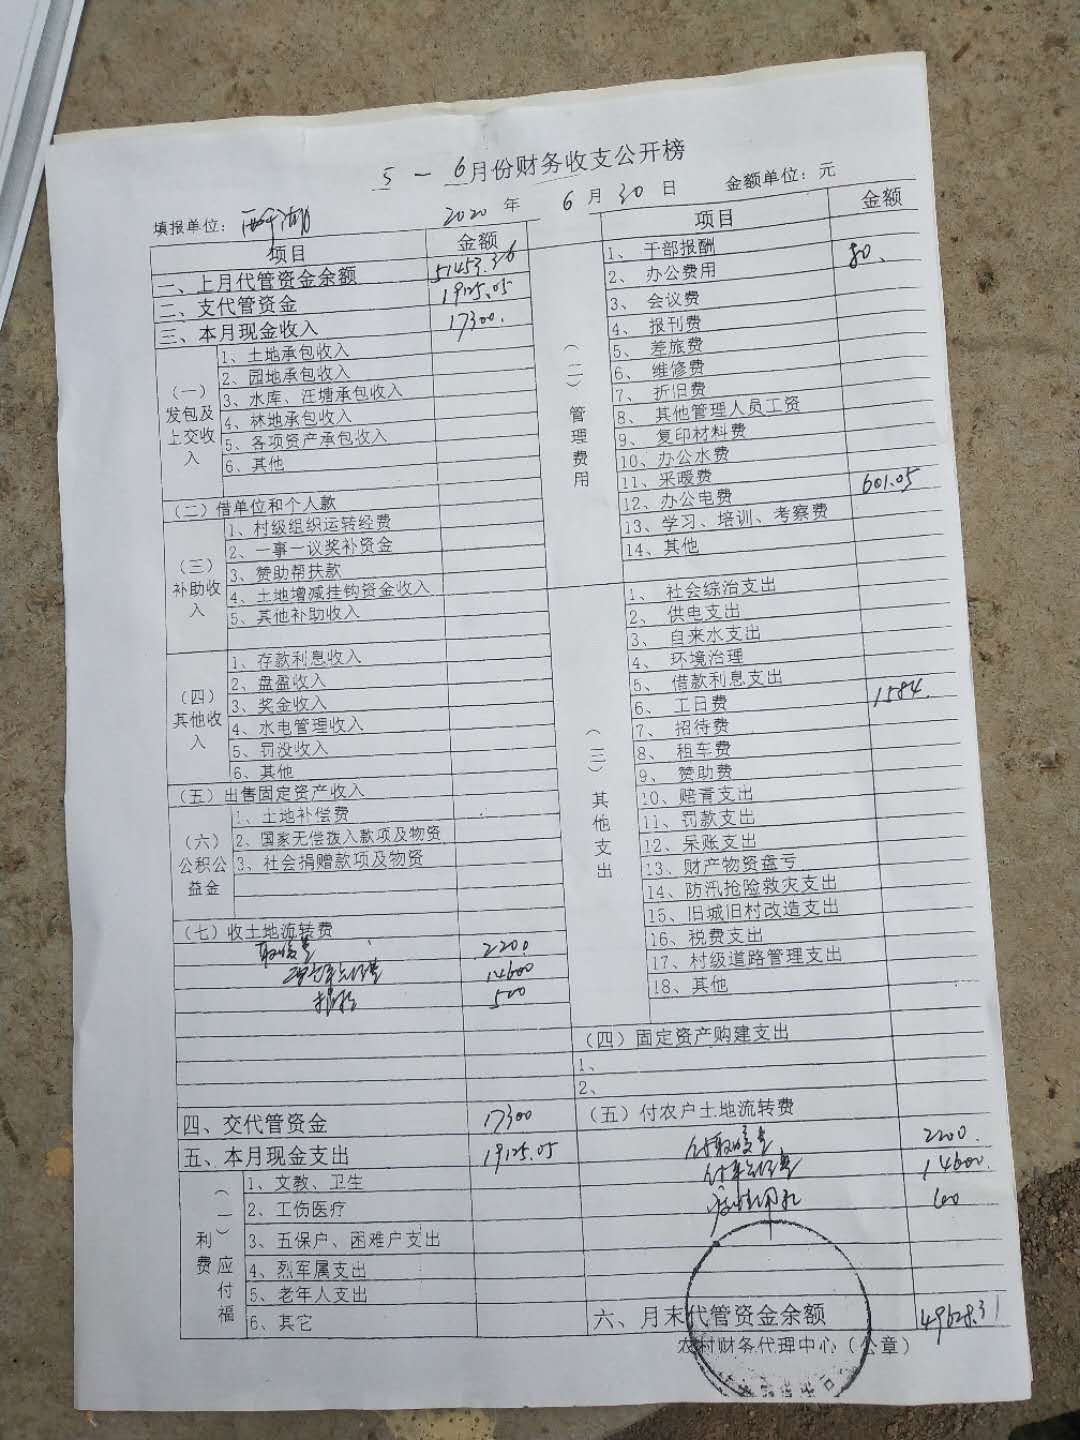 5 — 6月份财务收支公开榜
填报单位：
2020 年 6 月 30 日 金额单位：元
项目 金额
一、上月代管资金余额 51453.36
二、支代管资金 19125.05
三、本月现金收入 17300.
（一）发包及上交收入
1、土地承包收入
2、园地承包收入
3、水库、汪塘承包收入
4、林地承包收入
5、各项资产承包收入
6、其他
（二）借单位和个人款
（三）补助收入
1、村级组织运转经费
2、一事一议奖补资金
3、赞助帮扶款
4、土地增减挂钩资金收入
5、其他补助收入
（四）其他收入
1、存款利息收入
2、盘盈收入
3、奖金收入
4、水电管理收入
5、罚没收入
6、其他
（五）出售固定资产收入
（六）公积公益金
1、土地补偿费
2、国家无偿拨入款项及物资
3、社会捐赠款项及物资
（七）收土地流转费
取暖费 2200
14600
500
四、交代管资金 17300
五、本月现金支出 19125.05
（一）应付福利费
1、文教、卫生
2、工伤医疗
3、五保户、困难户支出
4、烈军属支出
5、老年人支出
6、其它
项目 金额
（二）管理费用
1、干部报酬
2、办公费用 80.
3、会议费
4、报刊费
5、差旅费
6、维修费
7、折旧费
8、其他管理人员工资
9、复印材料费
10、办公水费
11、采暖费
12、办公电费 601.05
13、学习、培训、考察费
14、其他
（三）其他支出
1、社会综治支出
2、供电支出
3、自来水支出
4、环境治理
5、借款利息支出
6、工日费 1584.
7、招待费
8、租车费
9、赞助费
10、赔青支出
11、罚款支出
12、呆账支出
13、财产物资盘亏
14、防汛抢险救灾支出
15、旧城旧村改造支出
16、税费支出
17、村级道路管理支出
18、其他
（四）固定资产购建支出
1、
2、
（五）付农户土地流转费
付取暖费 2200.
14600.
六、月末代管资金余额 49628.31
农村财务代理中心（公章）